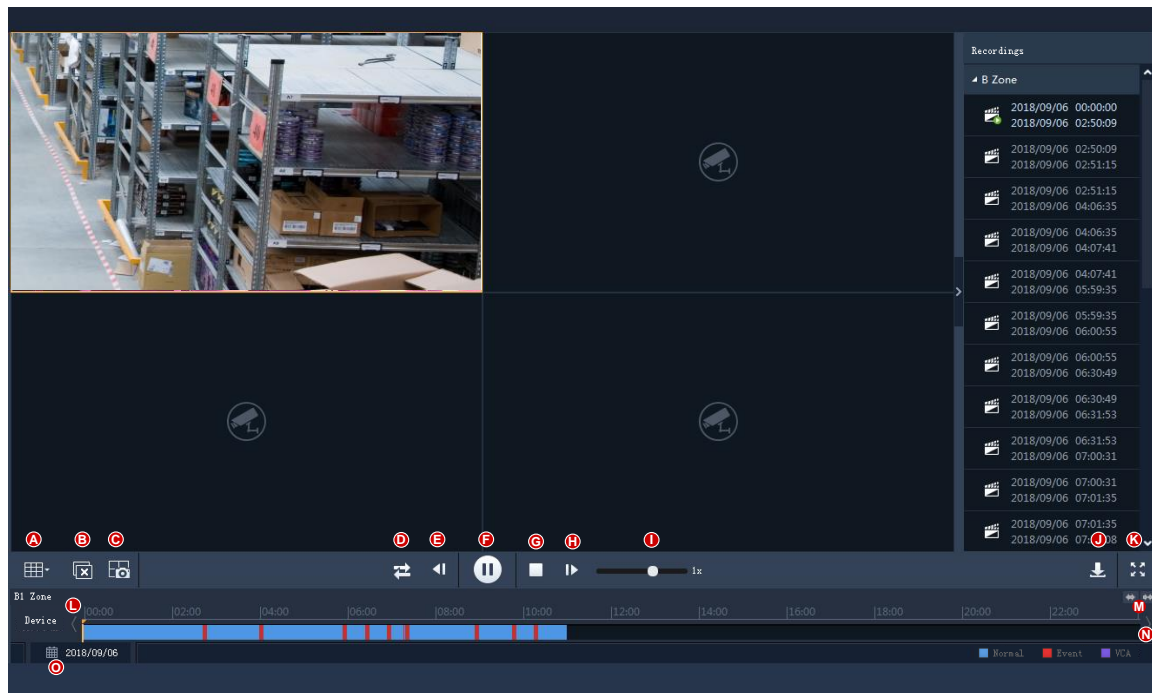 Recordings
B Zone
2018/09/06 00:00:00
2018/09/06 02:50:09
2018/09/06 02:50:09
2018/09/06 02:51:15
2018/09/06 02:51:15
2018/09/06 04:06:35
2018/09/06 04:06:35
2018/09/06 04:07:41
2018/09/06 04:07:41
2018/09/06 05:59:35
2018/09/06 05:59:35
2018/09/06 06:00:55
2018/09/06 06:00:55
2018/09/06 06:30:49
2018/09/06 06:30:49
2018/09/06 06:31:53
2018/09/06 06:31:53
2018/09/06 07:00:31
2018/09/06 07:00:31
2018/09/06 07:01:35
2018/09/06 07:01:35
2018/09/06
A B C D E F G H I J K
1x
B1 Zone
L 00:00 02:00 04:00 06:00 08:00 10:00 12:00 14:00 16:00 18:00 20:00 22:00 M
Device N
2018/09/06 Normal Event VCA
O